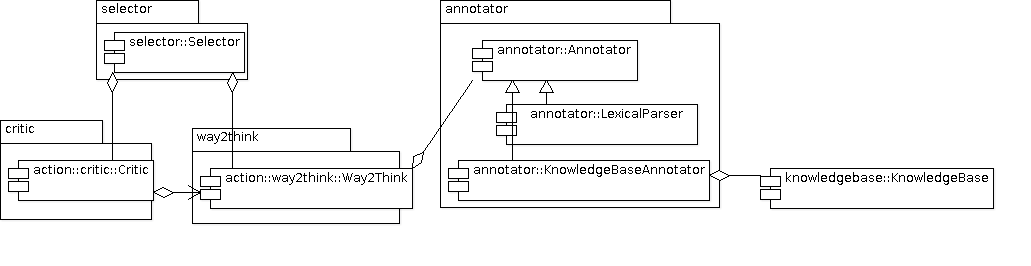 selector
selector::Selector
annotator
annotator::Annotator
annotator::LexicalParser
annotator::KnowledgeBaseAnnotator
critic
action::critic::Critic
way2think
action::way2think::Way2Think
knowledgebase::KnowledgeBase